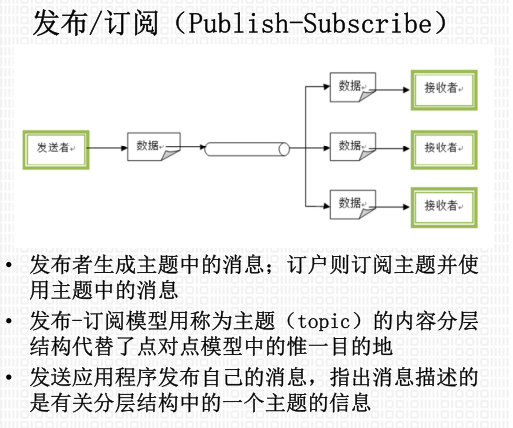 发布/订阅（Publish-Subscribe）
数据
接收者
发送者
数据
数据
接收者
数据
接收者
• 发布者生成主题中的消息；订户则订阅主题并使
用主题中的消息
• 发布-订阅模型用称为主题（topic）的内容分层
结构代替了点对点模型中的惟一目的地
• 发送应用程序发布自己的消息，指出消息描述的
是有关分层结构中的一个主题的信息